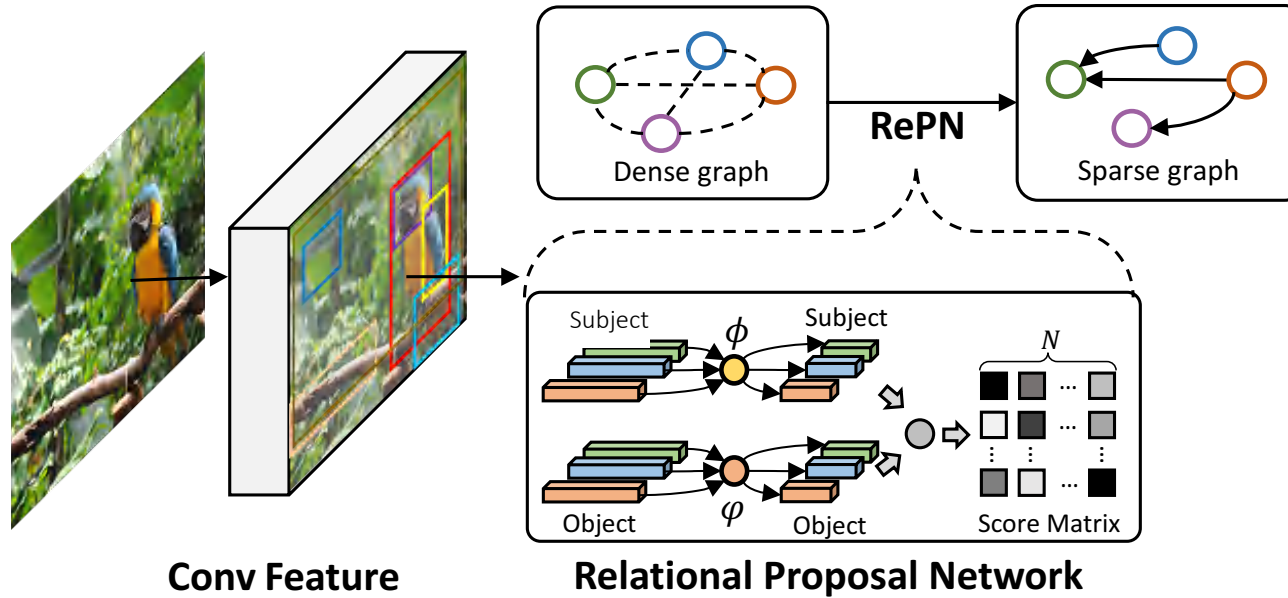 Dense graph
RePN
Sparse graph
Subject
ϕ
Subject
N
...
...
...
Object
φ
Object
Score Matrix
Conv Feature
Relational Proposal Network